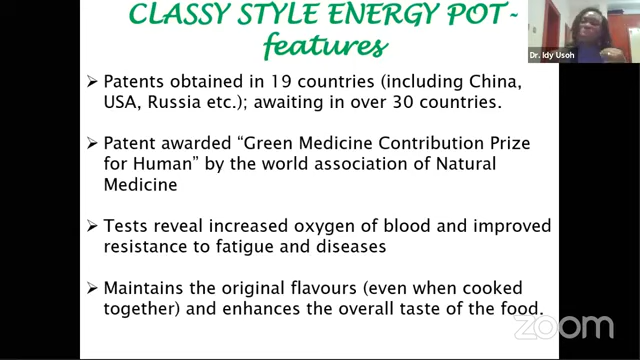 CLASSY STYLE ENERGY POT-
features
Dr. Idy Usoh
➢ Patents obtained in 19 countries (including China,
USA, Russia etc.); awaiting in over 30 countries.
➢ Patent awarded “Green Medicine Contribution Prize
for Human” by the world association of Natural
Medicine
➢ Tests reveal increased oxygen of blood and improved
resistance to fatigue and diseases
➢ Maintains the original flavours (even when cooked
together) and enhances the overall taste of the food.
zoom